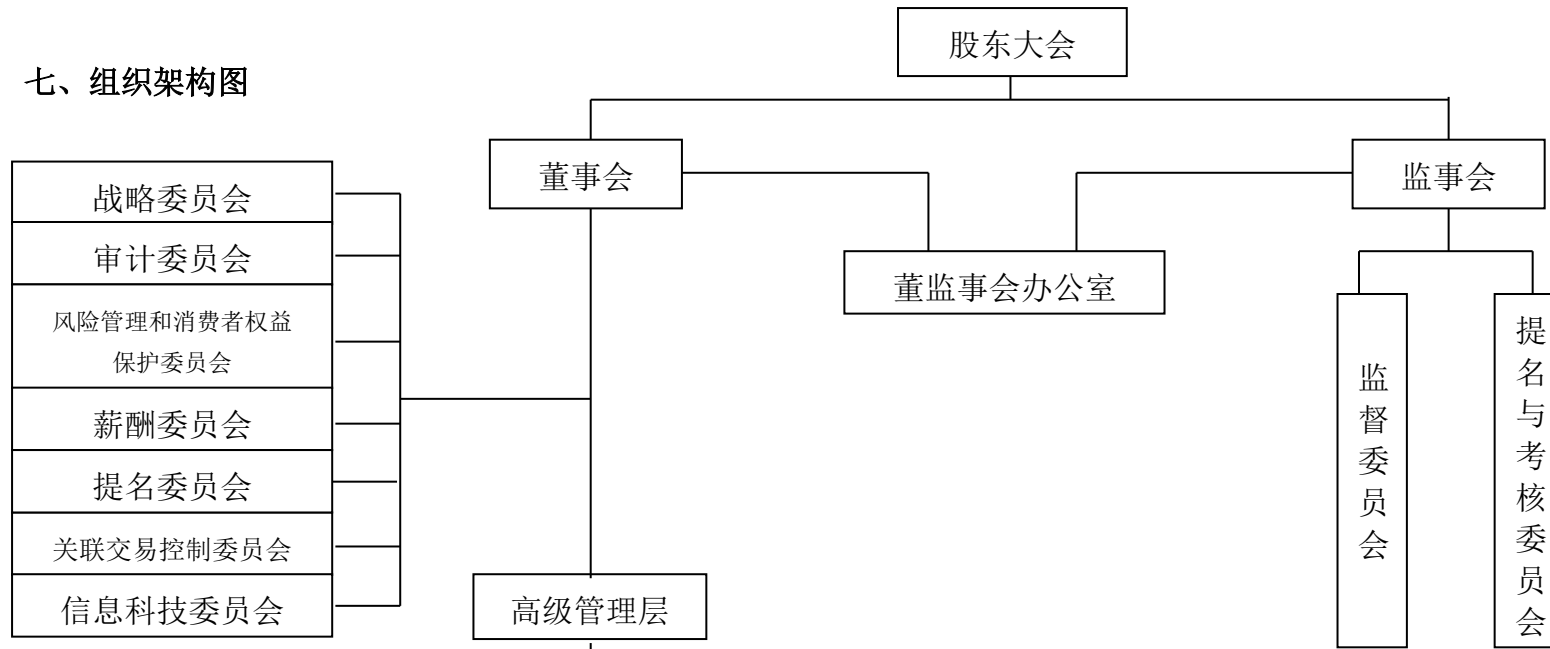 股东大会
七、组织架构图
董事会
监事会
战略委员会
审计委员会
风险管理和消费者权益
保护委员会
薪酬委员会
提名委员会
关联交易控制委员会
信息科技委员会
董监事会办公室
高级管理层
监督委员会
提名与考核委员会